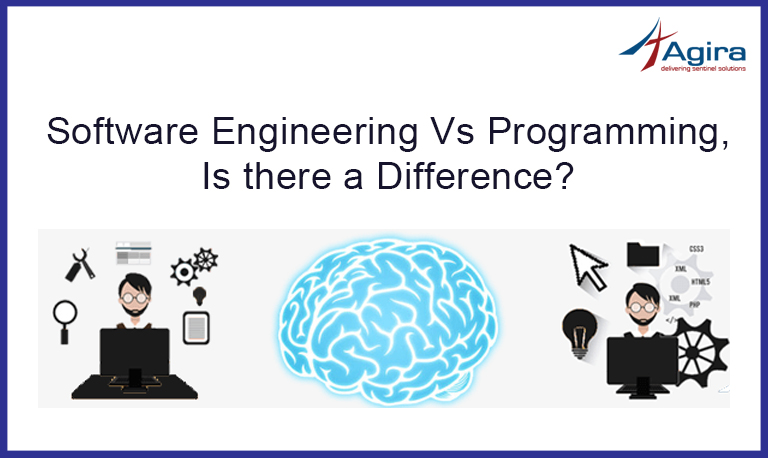 Agira
delivering sentinel solutions
Software Engineering Vs Programming,
Is there a Difference?
CSS3
XML
HTML5
XML
PHP
</>